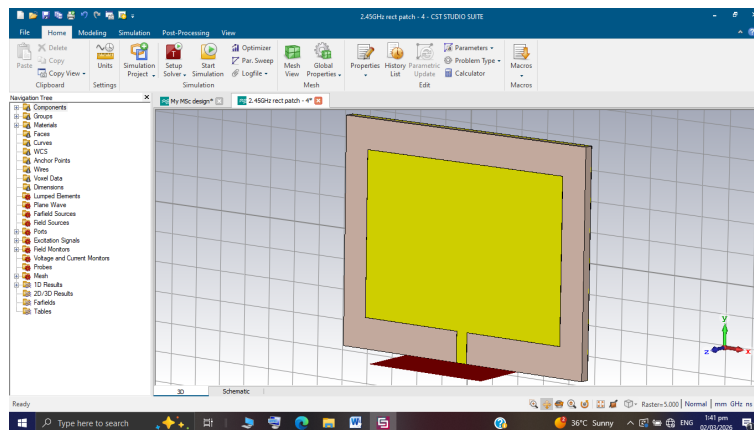 2.45GHz rect patch - 4 - CST STUDIO SUITE
File Home Modeling Simulation Post-Processing View
Paste
Delete
Copy
Copy View
Clipboard
Units
Settings
Simulation Project
Setup Solver
Start Simulation
Optimizer
Par. Sweep
Logfile
Simulation
Mesh View
Global Properties
Mesh
Properties
History List
Parametric Update
Parameters
Problem Type
Calculator
Edit
Macros
Macros
Navigation Tree
My MSc design*
2.45GHz rect patch - 4*
Components
Groups
Materials
Faces
Curves
WCS
Anchor Points
Wires
Voxel Data
Dimensions
Lumped Elements
Plane Wave
Farfield Sources
Field Sources
Ports
Excitation Signals
Field Monitors
Voltage and Current Monitors
Probes
Mesh
1D Results
2D/3D Results
Farfields
Tables
y
z
x
3D Schematic
Ready
Raster=5.000 Normal mm GHz ns
Type here to search
36°C Sunny
ENG
1:41 pm
02/03/2026